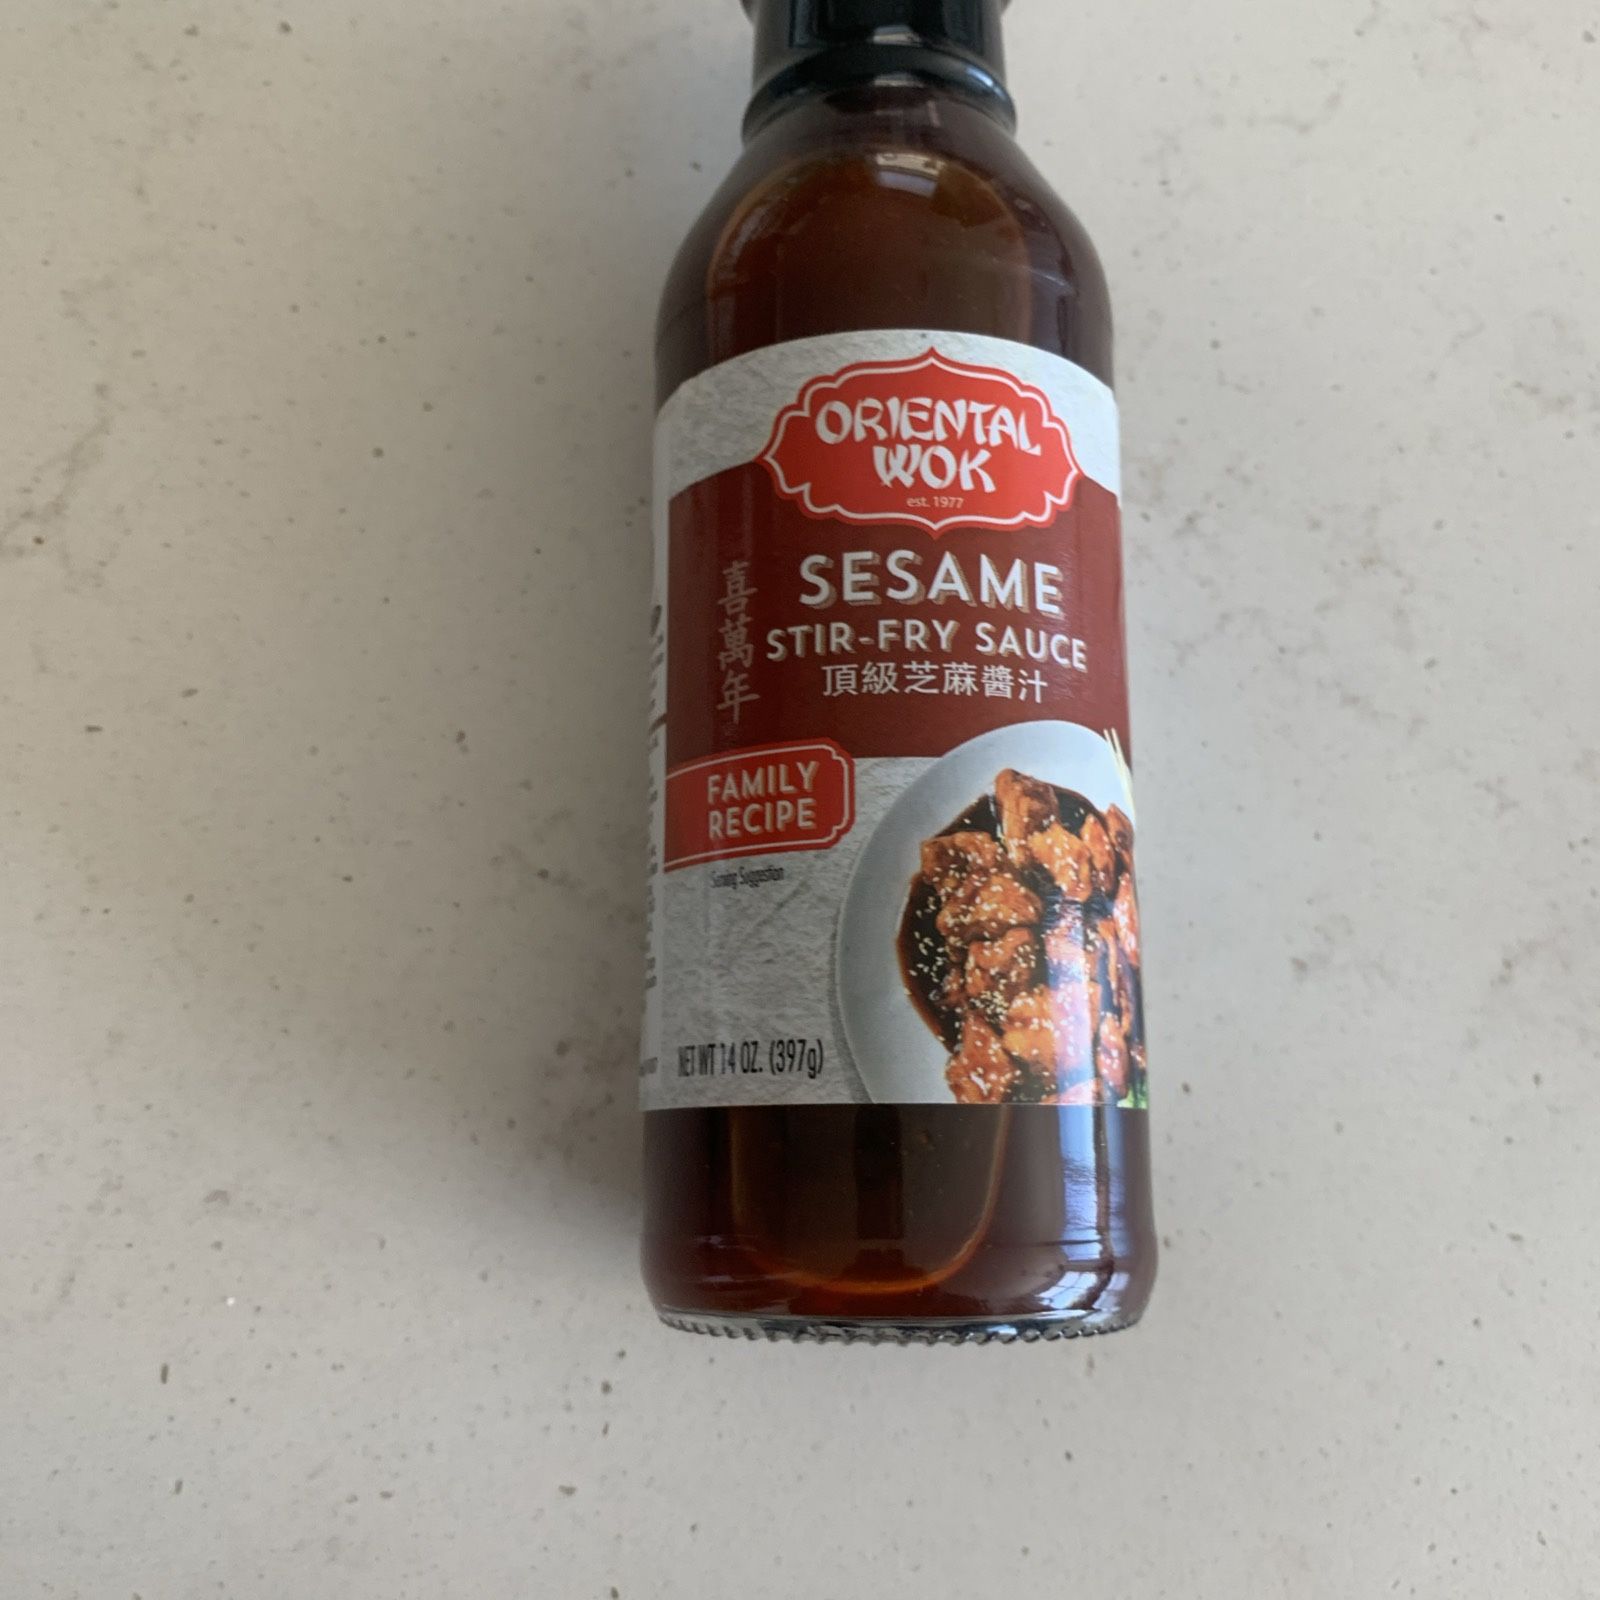 ORIENTAL
WOK
est. 1977
SESAME
STIR-FRY SAUCE
頂級芝蔴醬汁
喜萬年
FAMILY
RECIPE
Serving Suggestion
NET WT 14 OZ. (397g)